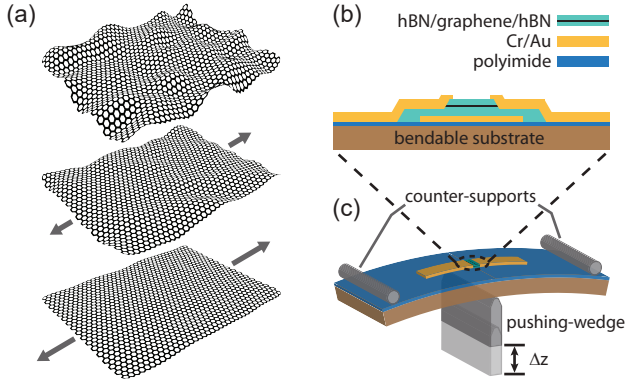 (a)
(b)
hBN/graphene/hBN
Cr/Au
polyimide
bendable substrate
counter-supports
(c)
pushing-wedge
Δz